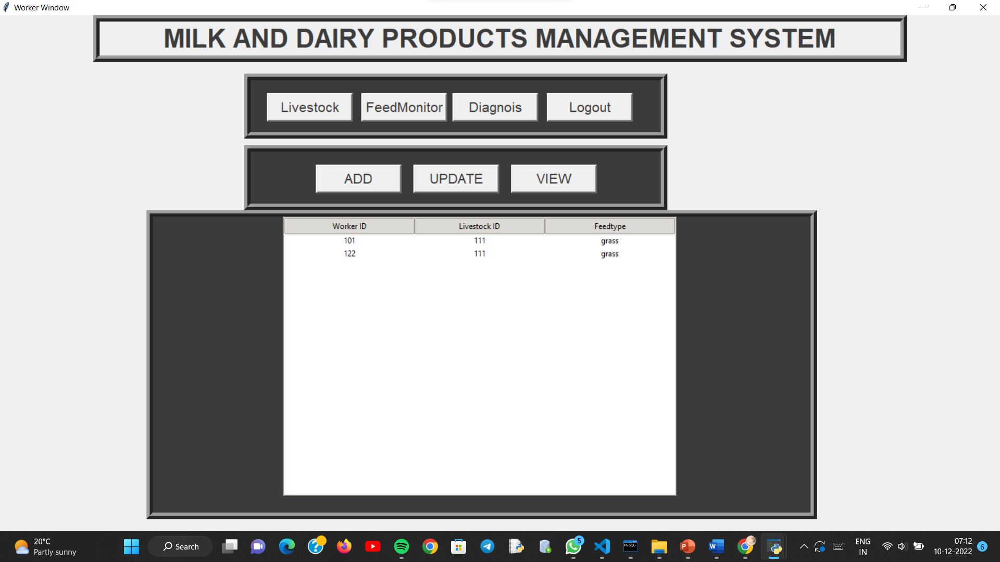 Worker Window
MILK AND DAIRY PRODUCTS MANAGEMENT SYSTEM
Livestock FeedMonitor Diagnois Logout
ADD UPDATE VIEW
Worker ID Livestock ID Feedtype
101 111 grass
122 111 grass
20°C
Partly sunny
Search
5
MySQL
ENG
IN
07:12
10-12-2022
6